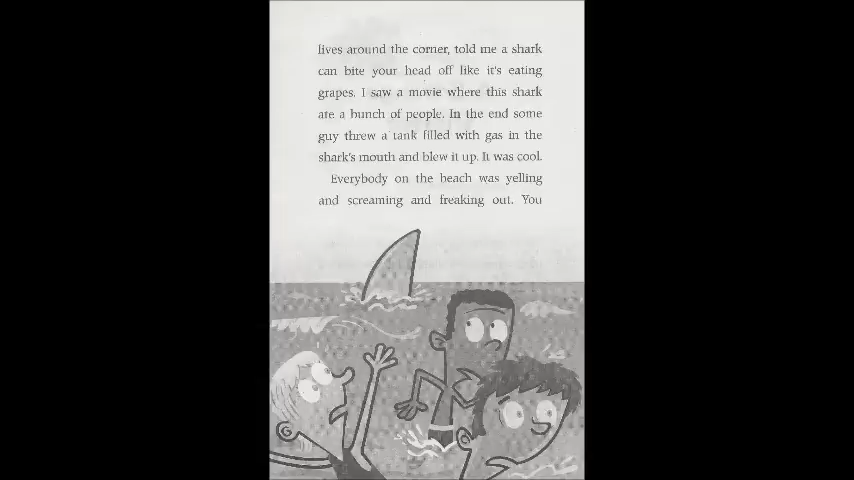 lives around the corner, told me a shark
can bite your head off like it's eating
grapes. I saw a movie where this shark
ate a bunch of people. In the end some
guy threw a tank filled with gas in the
shark's mouth and blew it up. It was cool.
Everybody on the beach was yelling
and screaming and freaking out. You